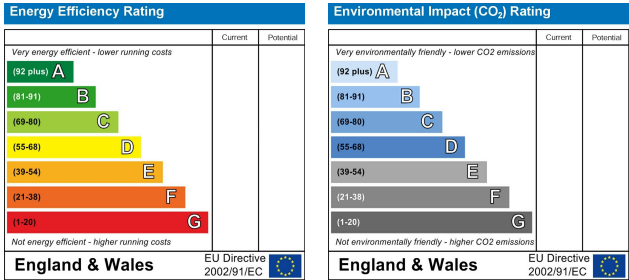 Energy Efficiency Rating
Current Potential
Very energy efficient - lower running costs
(92 plus) A
(81-91) B
(69-80) C
(55-68) D
(39-54) E
(21-38) F
(1-20) G
Not energy efficient - higher running costs
England & Wales
EU Directive
2002/91/EC
Environmental Impact (CO2) Rating
Current Potential
Very environmentally friendly - lower CO2 emissions
(92 plus) A
(81-91) B
(69-80) C
(55-68) D
(39-54) E
(21-38) F
(1-20) G
Not environmentally friendly - higher CO2 emissions
England & Wales
EU Directive
2002/91/EC